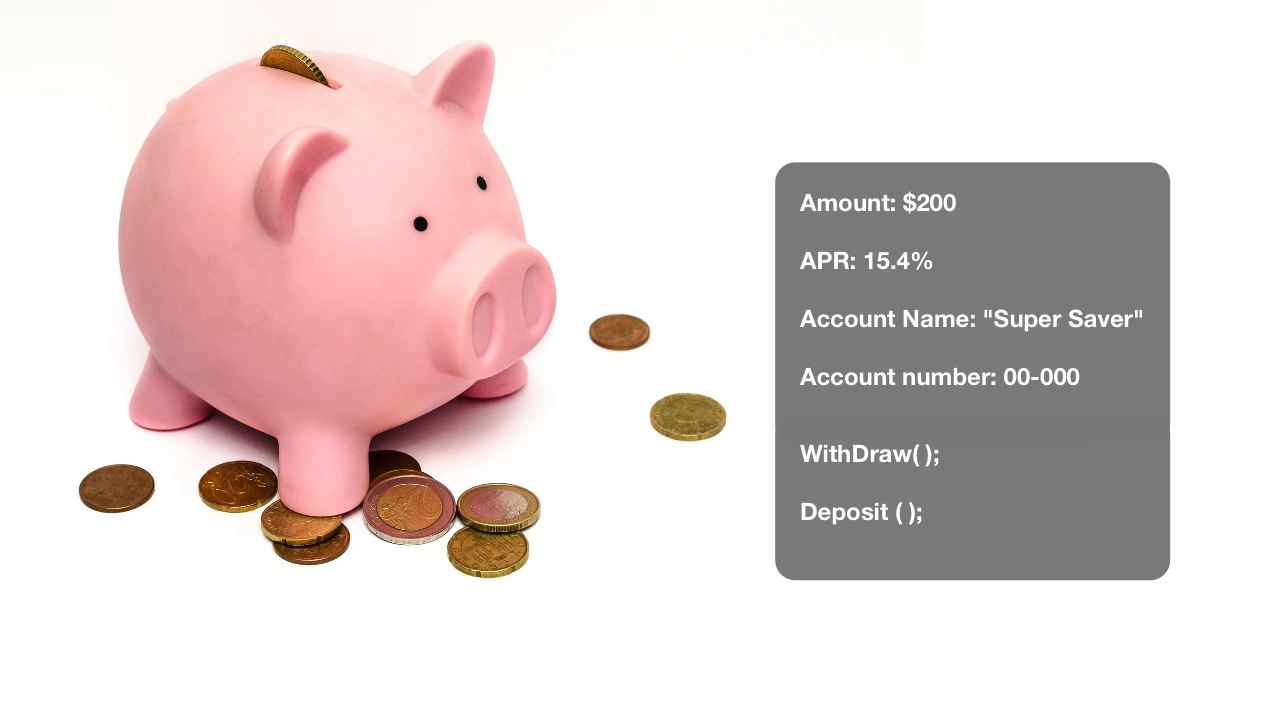 Amount: $200
APR: 15.4%
Account Name: "Super Saver"
Account number: 00-000
WithDraw( );
Deposit ( );